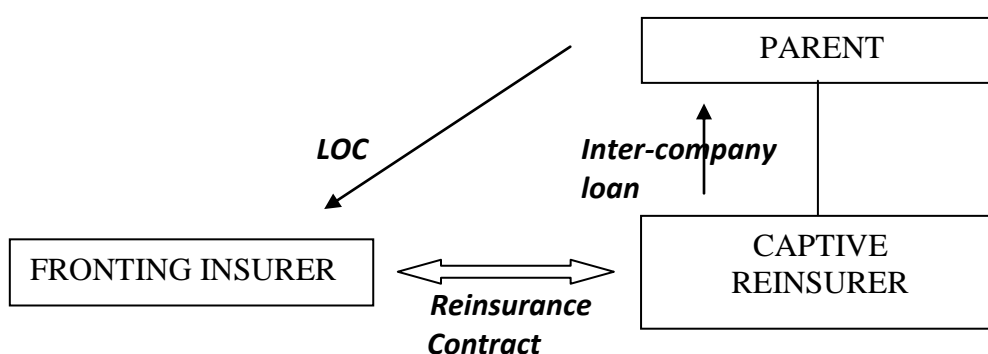 PARENT
LOC
Inter-company
loan
FRONTING INSURER
CAPTIVE
REINSURER
Reinsurance
Contract